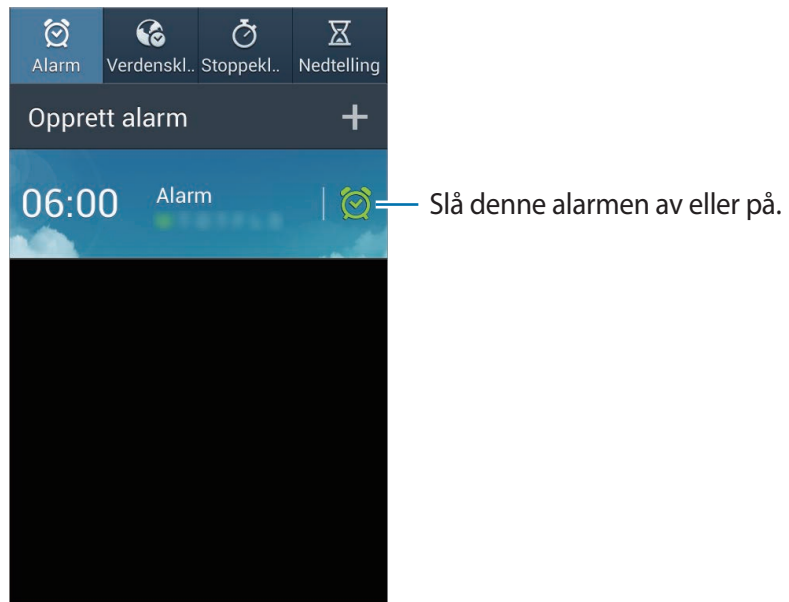 Alarm Verdenskl.. Stoppekl.. Nedtelling
Opprett alarm
06:00 Alarm
Slå denne alarmen av eller på.